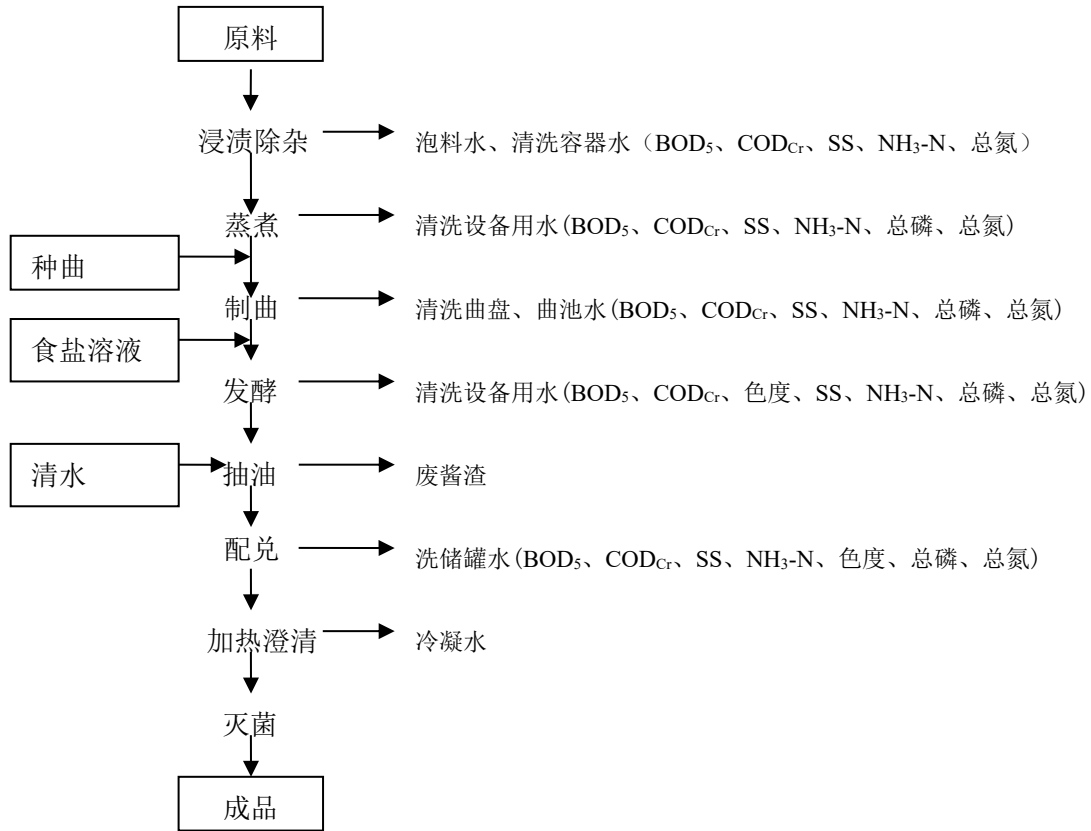 原料
浸渍除杂
泡料水、清洗容器水（BOD₅、CODCr、SS、NH₃-N、总氮）
蒸煮
清洗设备用水(BOD₅、CODCr、SS、NH₃-N、总磷、总氮)
种曲
制曲
清洗曲盘、曲池水(BOD₅、CODCr、SS、NH₃-N、总磷、总氮)
食盐溶液
发酵
清洗设备用水(BOD₅、CODCr、色度、SS、NH₃-N、总磷、总氮)
清水
抽油
废酱渣
配兑
洗储罐水(BOD₅、CODCr、SS、NH₃-N、色度、总磷、总氮)
加热澄清
冷凝水
灭菌
成品